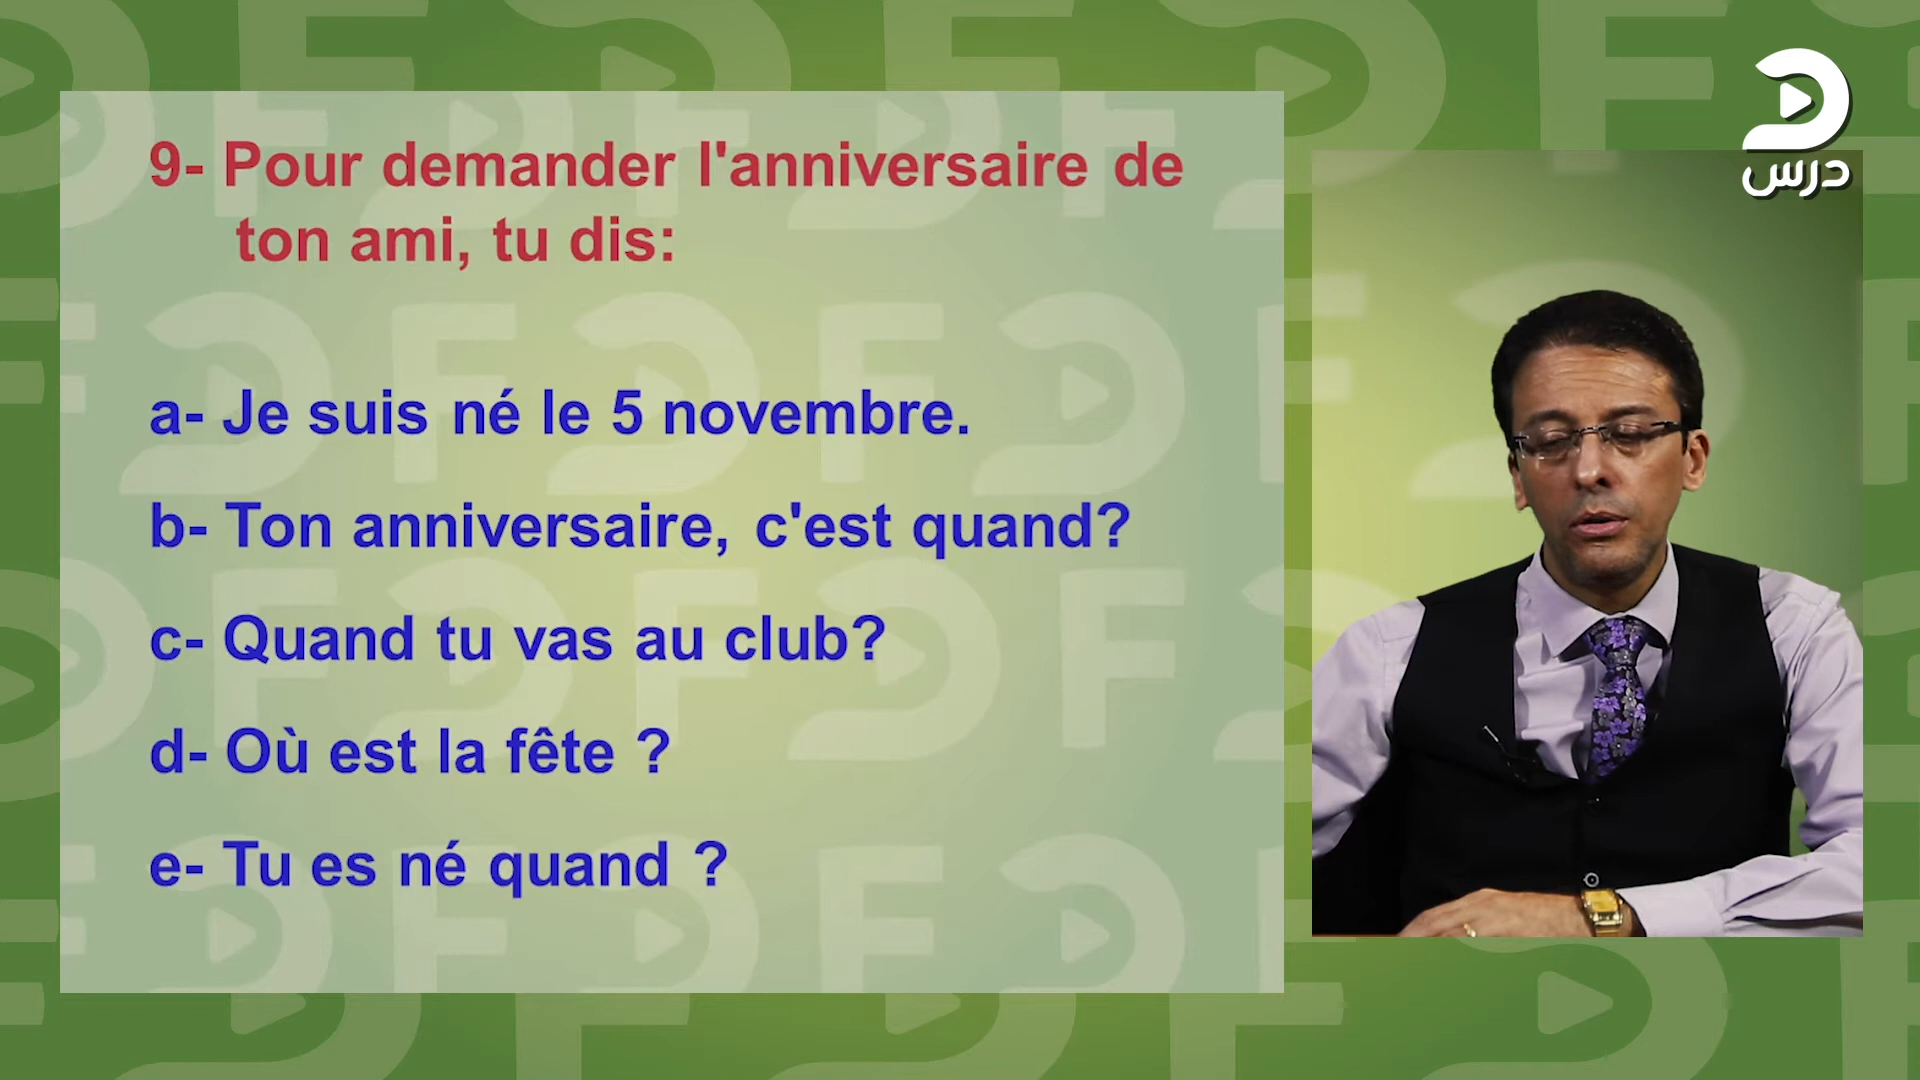 درس
9- Pour demander l'anniversaire de
ton ami, tu dis:
a- Je suis né le 5 novembre.
b- Ton anniversaire, c'est quand?
c- Quand tu vas au club?
d- Où est la fête ?
e- Tu es né quand ?